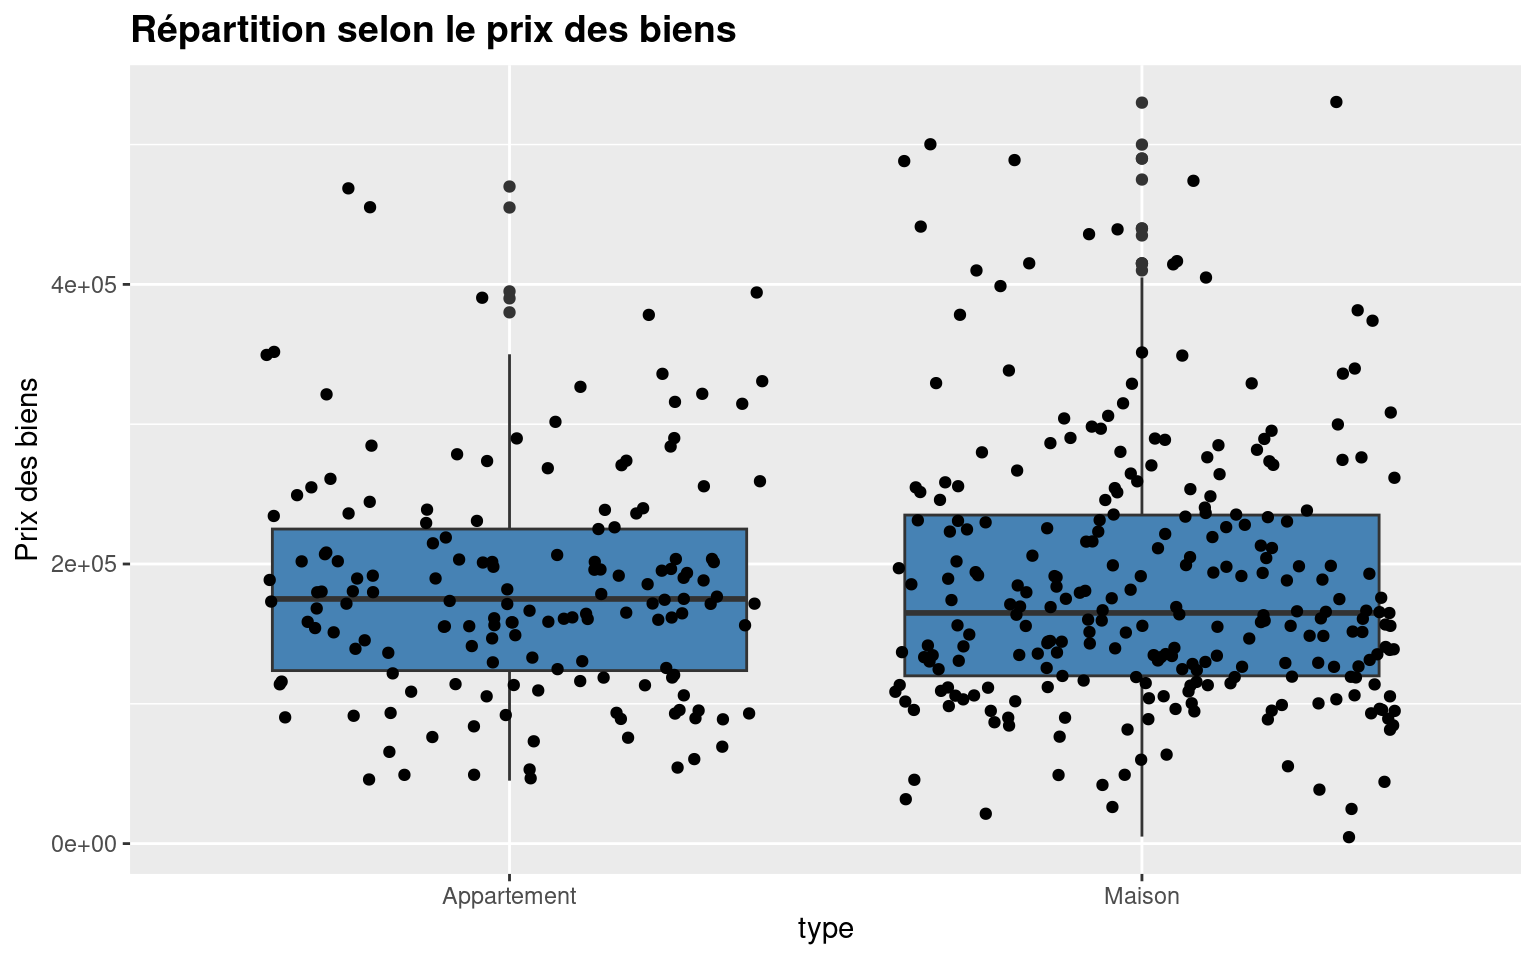 Répartition selon le prix des biens
Prix des biens
4e+05
2e+05
0e+00
Appartement
Maison
type